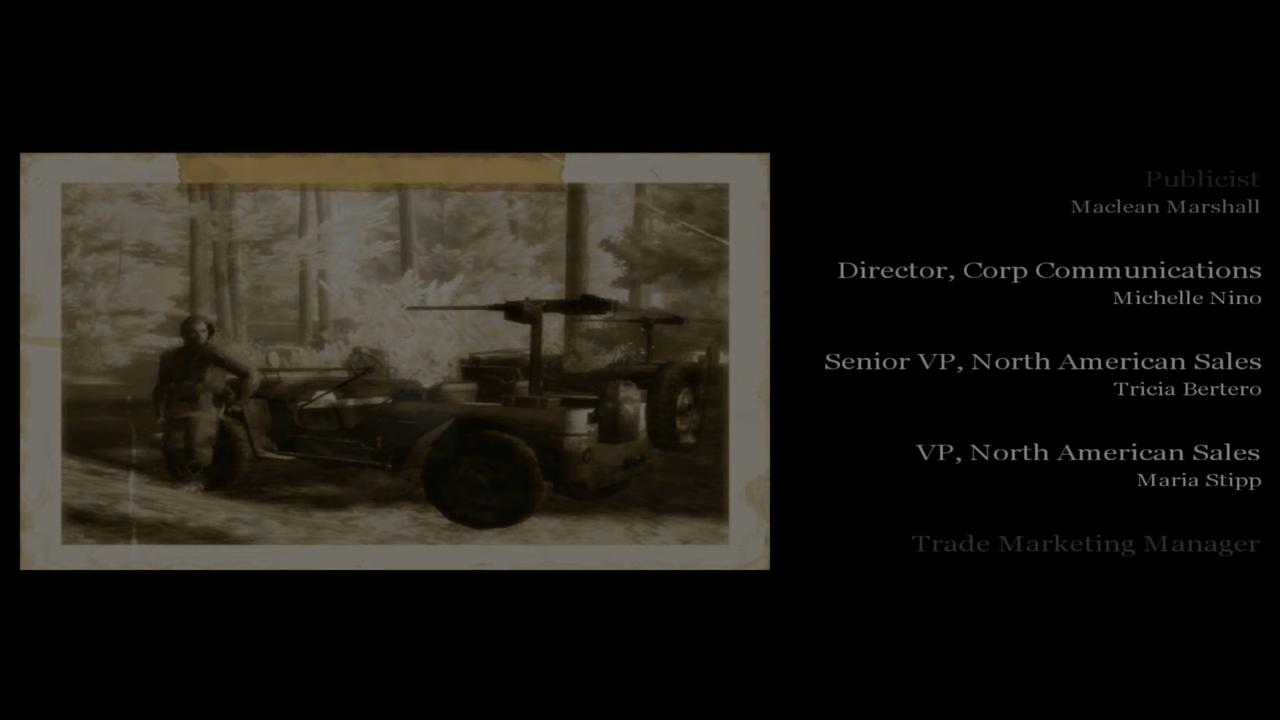 Publicist
Maclean Marshall
Director, Corp Communications
Michelle Nino
Senior VP, North American Sales
Tricia Bertero
VP, North American Sales
Maria Stipp
Trade Marketing Manager